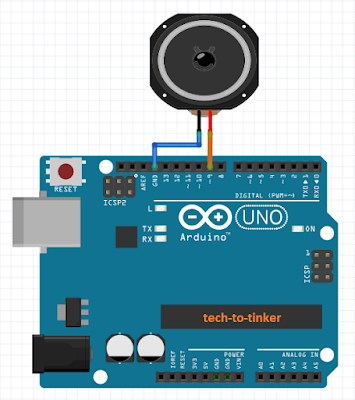 RESET
ICSP2
AREF
GND
13
12
~11
~10
~9
8
7
~6
~5
4
~3
2
TX▸1
RX◂0
DIGITAL (PWM=~)
L
TX
RX
Arduino™
UNO
ON
1
ICSP
tech-to-tinker
IOREF
RESET
3V3
5V
GND
GND
VIN
POWER
ANALOG IN
A0
A1
A2
A3
A4
A5